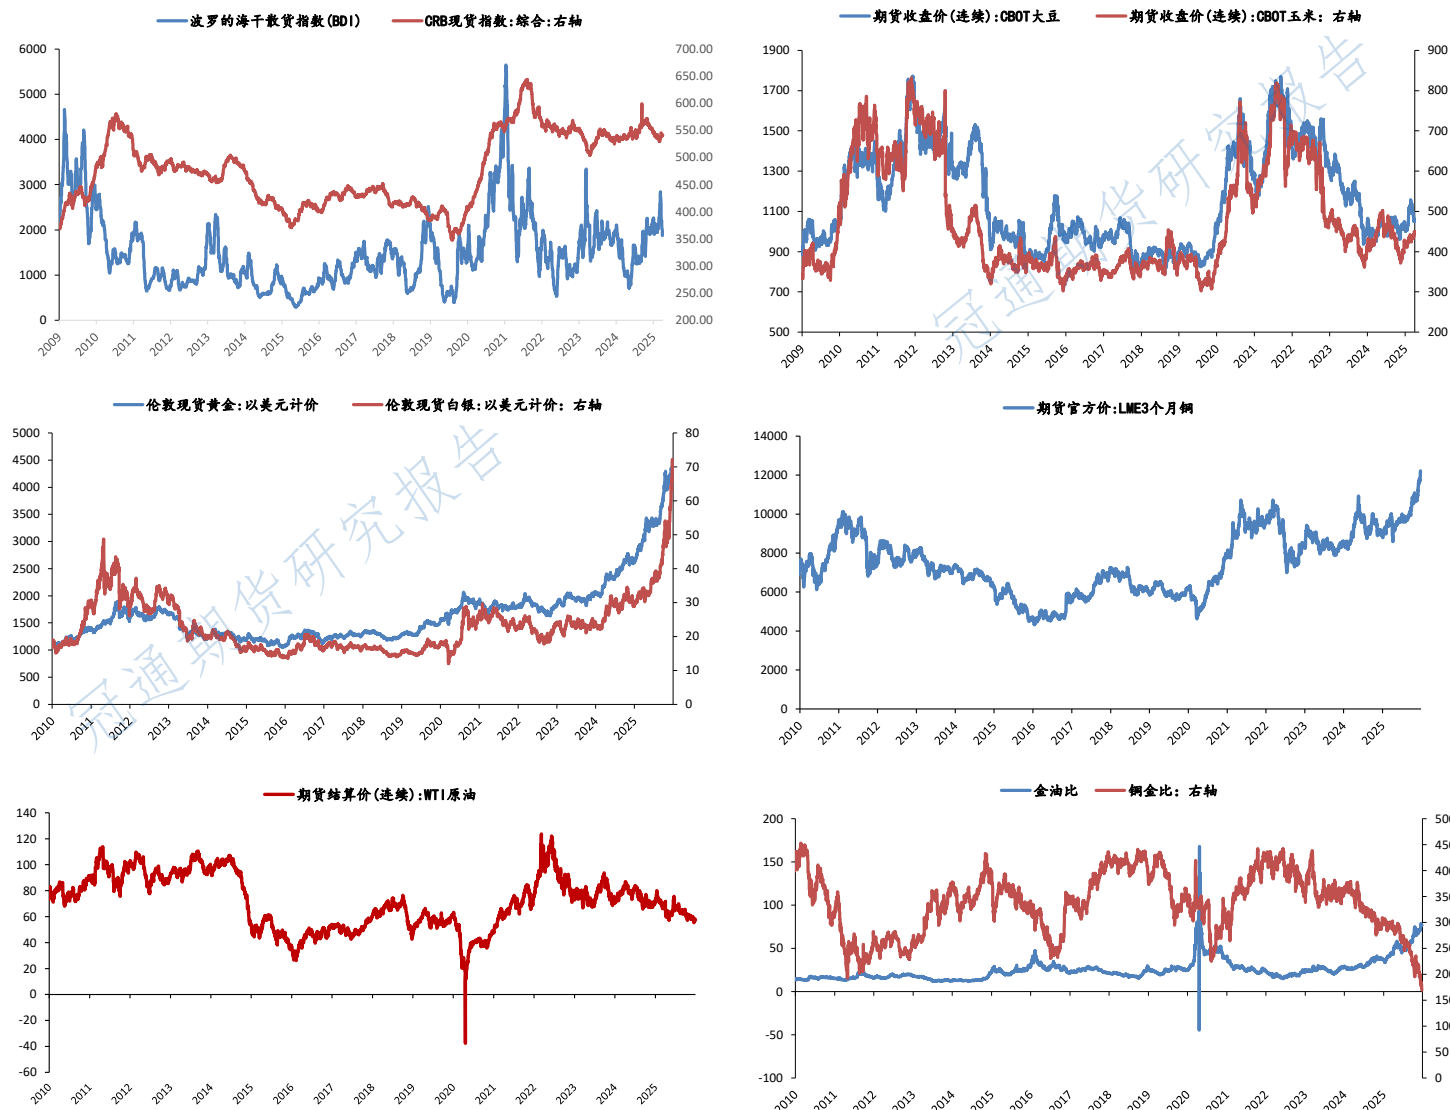 波罗的海干散货指数(BDI) CRB现货指数:综合:右轴
6000 5000 4000 3000 2000 1000 0
700.00 650.00 600.00 550.00 500.00 450.00 400.00 350.00 300.00 250.00 200.00
2009 2010 2011 2012 2013 2014 2015 2016 2017 2018 2019 2020 2021 2022 2023 2024 2025
期货收盘价(连续):CBOT大豆 期货收盘价(连续):CBOT玉米: 右轴
1900 1700 1500 1300 1100 900 700 500
900 800 700 600 500 400 300 200
2009 2010 2011 2012 2013 2014 2015 2016 2017 2018 2019 2020 2021 2022 2023 2024 2025
冠通期货研究报告
伦敦现货黄金:以美元计价 伦敦现货白银:以美元计价: 右轴
5000 4500 4000 3500 3000 2500 2000 1500 1000 500 0
80 70 60 50 40 30 20 10 0
2010 2011 2012 2013 2014 2015 2016 2017 2018 2019 2020 2021 2022 2023 2024 2025
冠通期货研究报告
期货官方价:LME3个月铜
14000 12000 10000 8000 6000 4000 2000 0
2010 2011 2012 2013 2014 2015 2016 2017 2018 2019 2020 2021 2022 2023 2024 2025
期货结算价(连续):WTI原油
140 120 100 80 60 40 20 0 -20 -40 -60
2010 2011 2012 2013 2014 2015 2016 2017 2018 2019 2020 2021 2022 2023 2024 2025
金油比 铜金比: 右轴
200 150 100 50 0 -50 -100
500 450 400 350 300 250 200 150 100 50 0
2010 2011 2012 2013 2014 2015 2016 2017 2018 2019 2020 2021 2022 2023 2024 2025